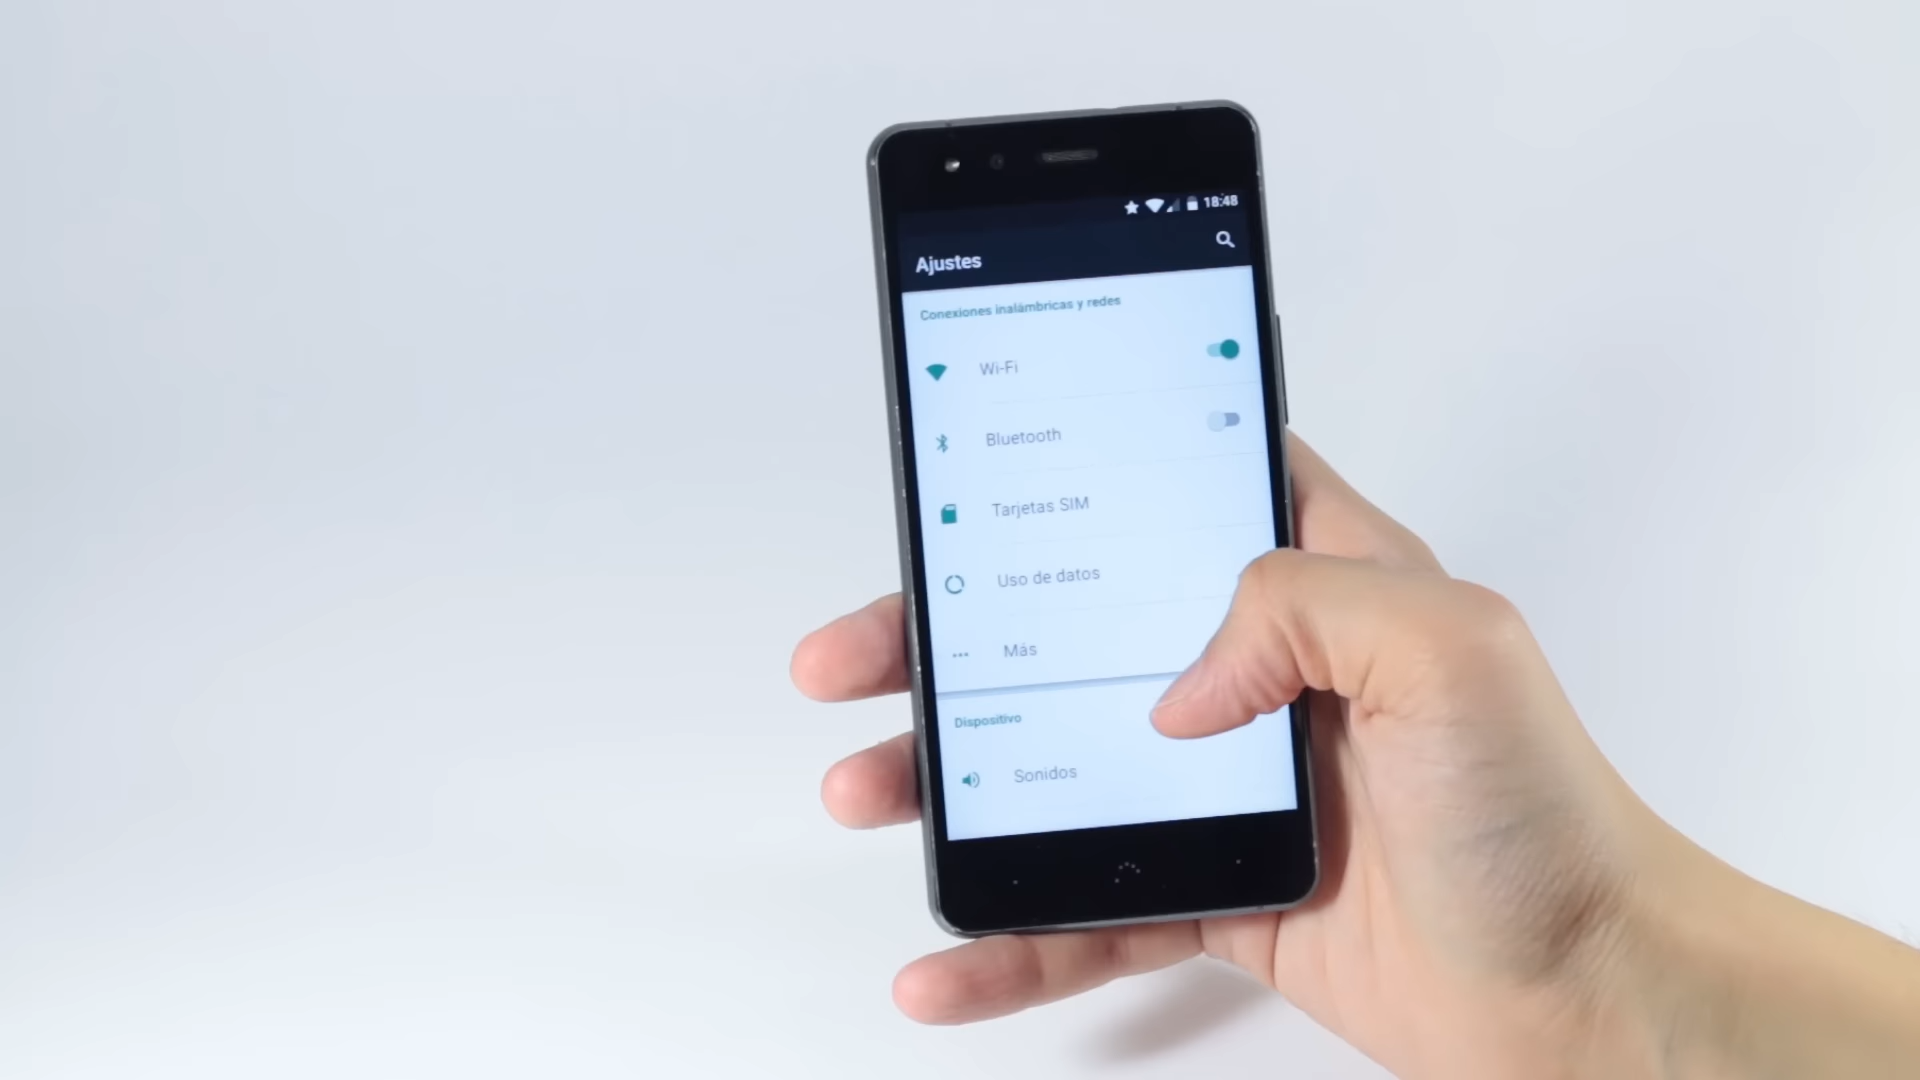 18:48
Ajustes
Conexiones inalámbricas y redes
Wi-Fi
Bluetooth
Tarjetas SIM
Uso de datos
Más
Dispositivo
Sonidos